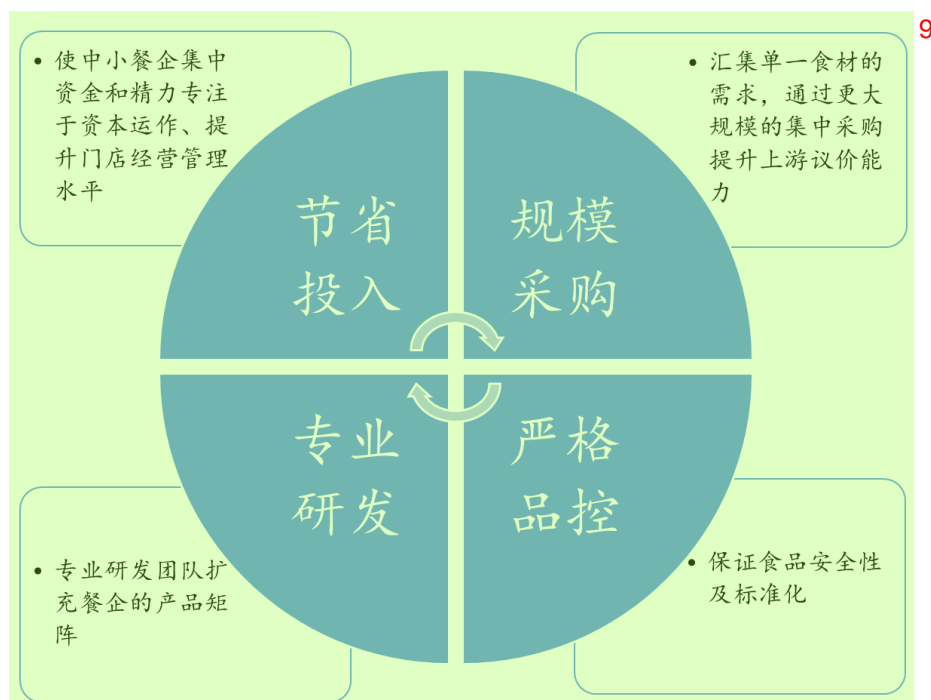 • 使中小餐企集中
资金和精力专注
于资本运作、提
升门店经营管理
水平
节省
投入
• 汇集单一食材的
需求，通过更大
规模的集中采购
提升上游议价能
力
规模
采购
专业
研发
• 专业研发团队扩
充餐企的产品矩
阵
严格
品控
• 保证食品安全性
及标准化
9